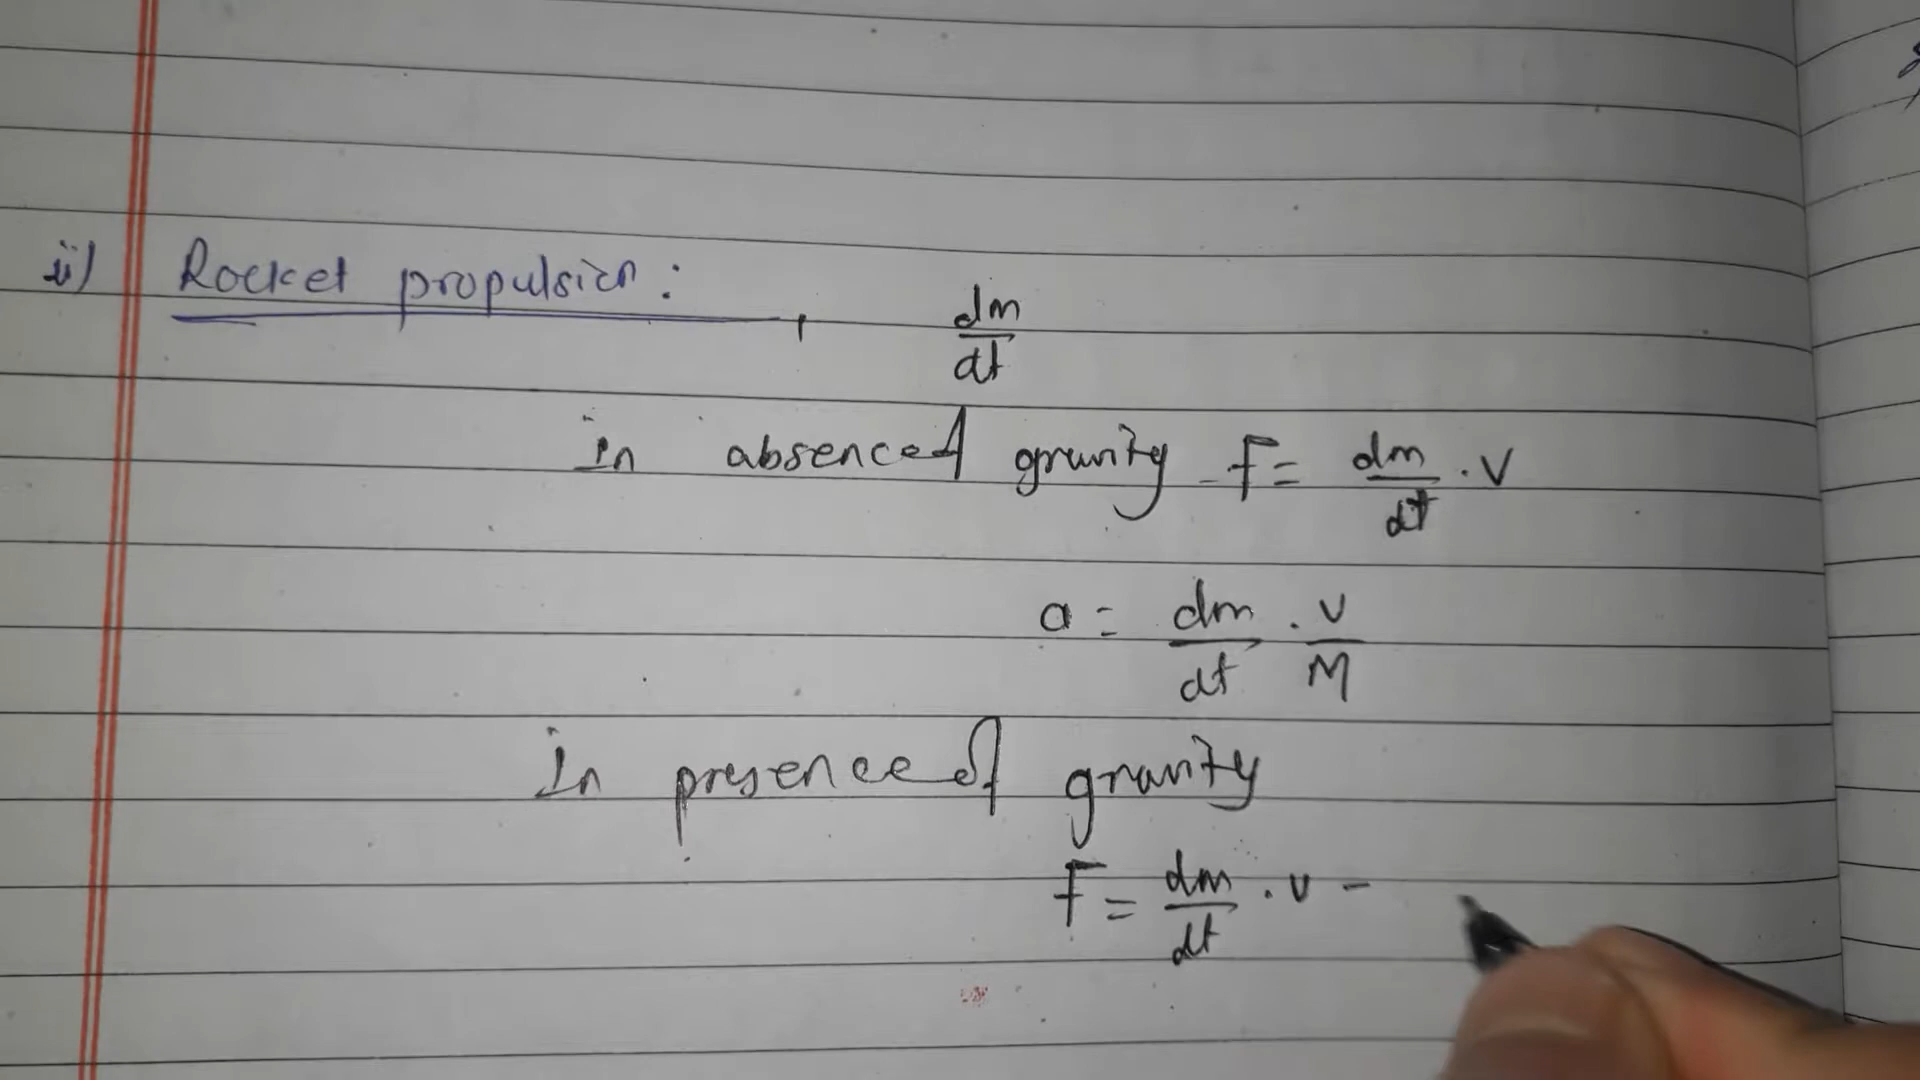 ii) Rocket propulsion:
dm/dt
In absence of gravity F = dm/dt . v
a = dm/dt . v/M
In presence of gravity
F = dm/dt . v -